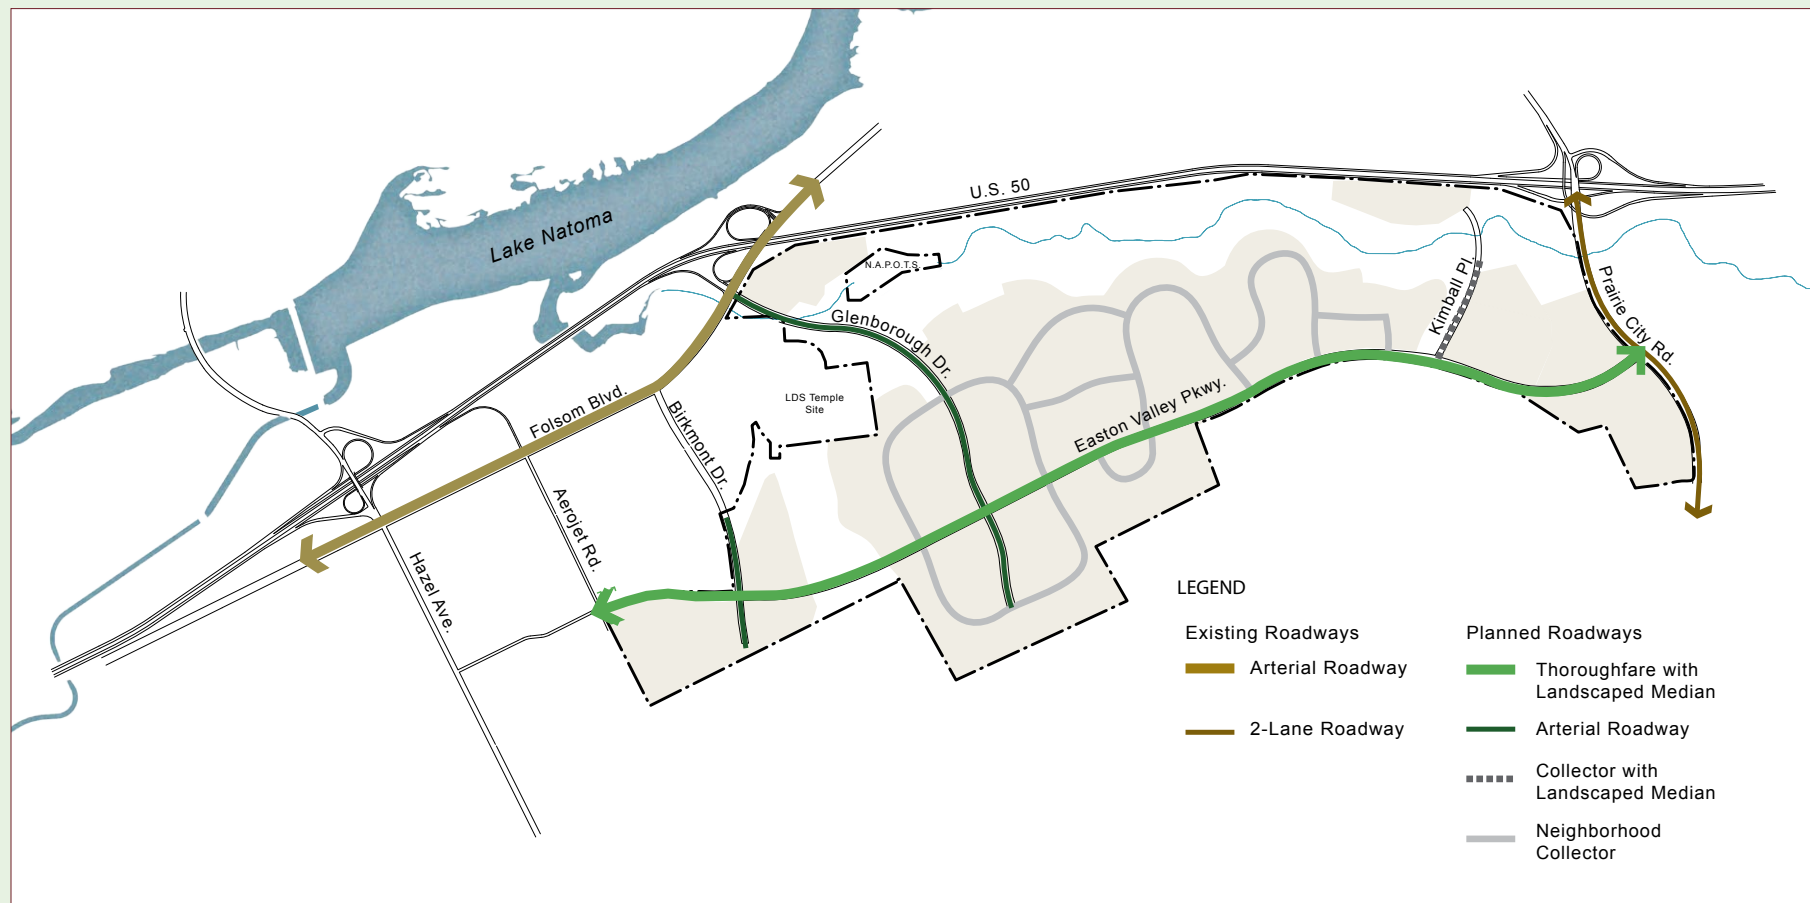 U.S. 50
Lake Natoma
N.A.P.O.T.S.
Kimball Pl.
Prairie City Rd.
Glenborough Dr.
LDS Temple
Site
Folsom Blvd.
Birkmont Dr.
Easton Valley Pkwy.
Aerojet Rd.
Hazel Ave.
LEGEND
Existing Roadways
Arterial Roadway
2-Lane Roadway
Planned Roadways
Thoroughfare with
Landscaped Median
Arterial Roadway
Collector with
Landscaped Median
Neighborhood
Collector